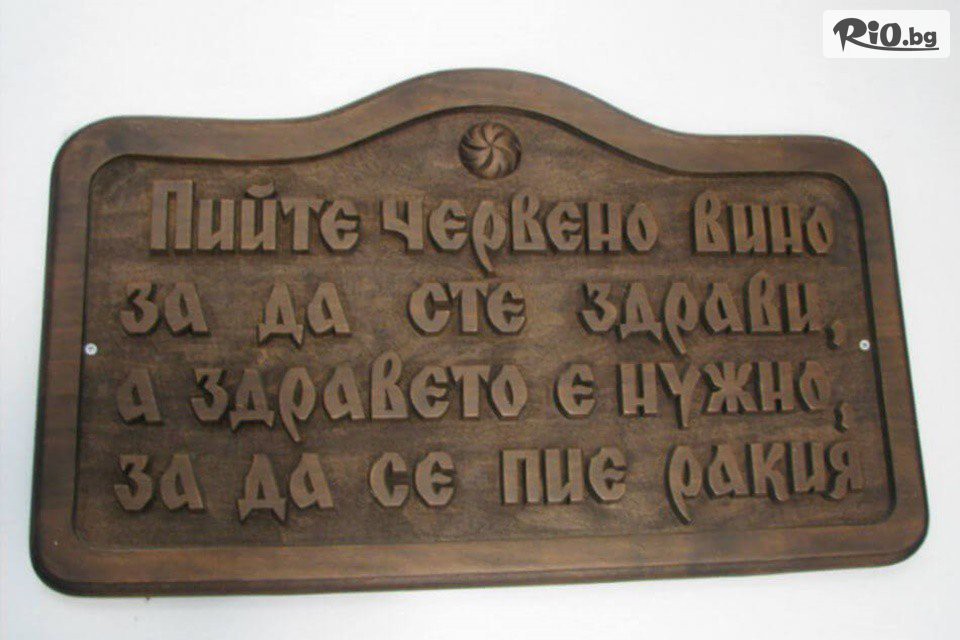 RiO.bg
Пийте червено вино
за да сте здрави,
а здравето е нужно,
за да се пие ракия